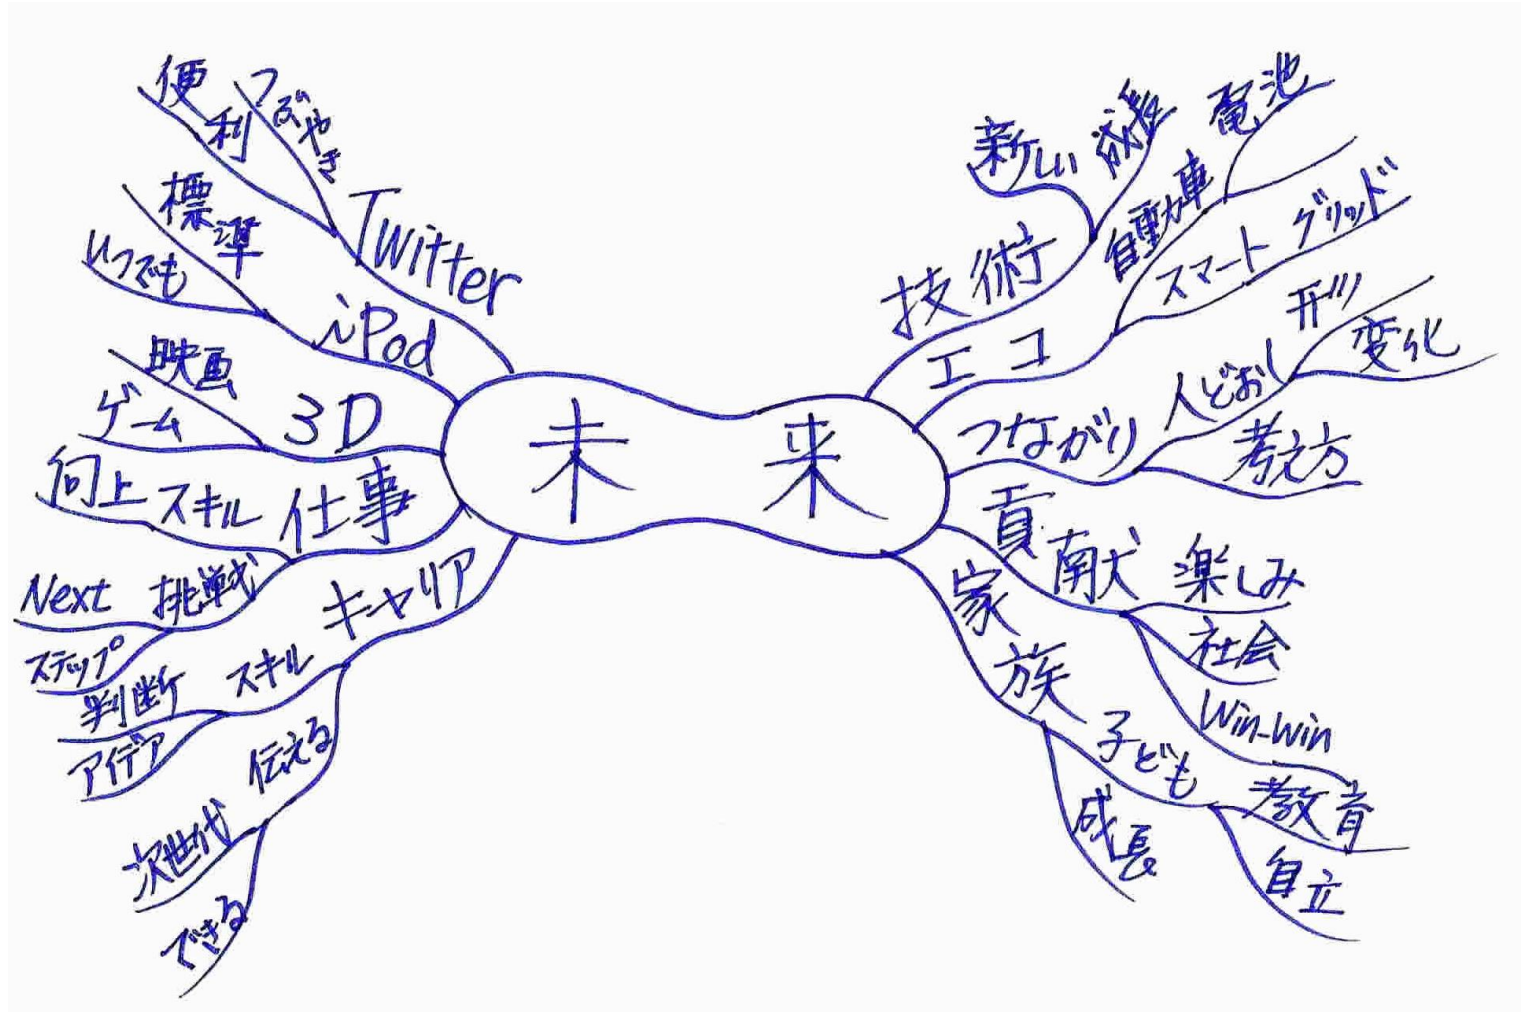 未来
Twitter
便利
つぶやき
iPod
標準
いつでも
3D
映画
ゲーム
仕事
スキル
向上
挑戦
Next
ステップ
キャリア
スキル
判断
アイデア
伝える
次世代
できる
技術
新しい
エコ
自動車
電池
スマートグリッド
つながり
人どおし
変化
考え方
貢献
楽しみ
社会
Win-Win
家族
子ども
教育
自立
成長